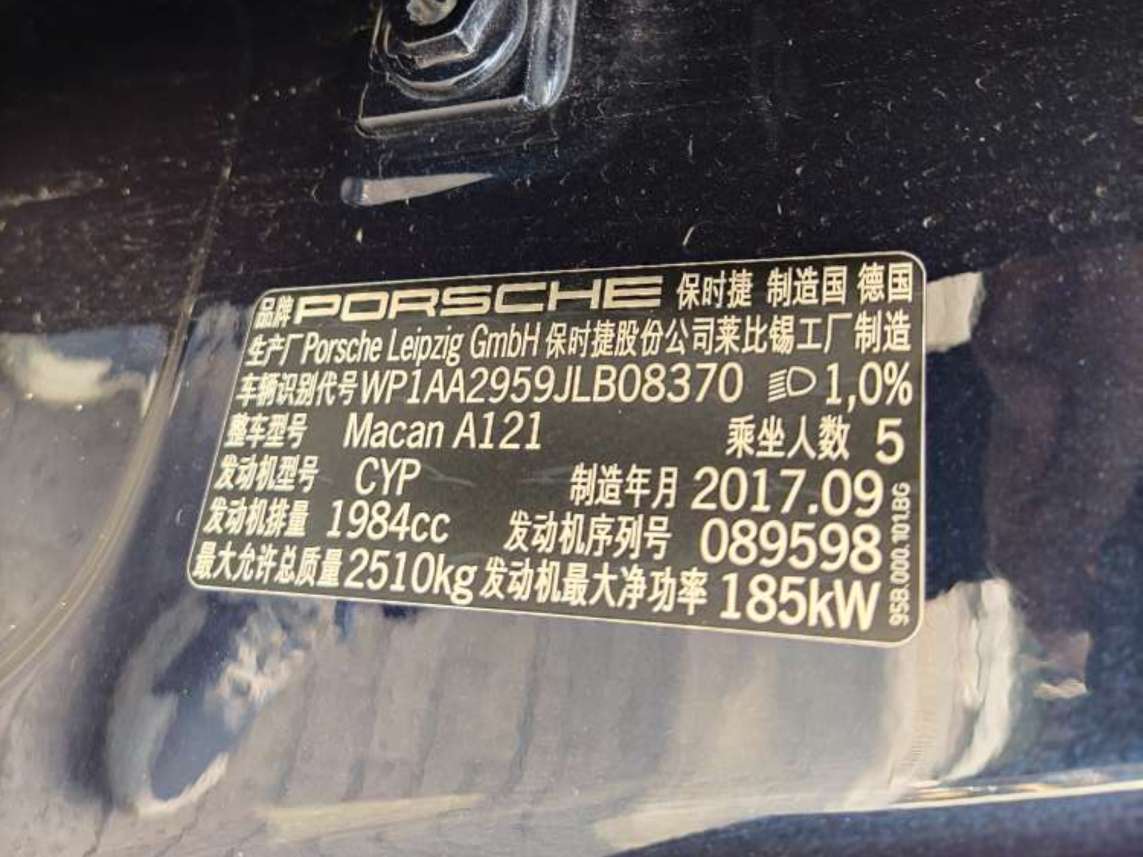 品牌 PORSCHE 保时捷 制造国 德国
生产厂 Porsche Leipzig GmbH 保时捷股份公司莱比锡工厂制造
车辆识别代号 WP1AA2959JLB08370 1,0%
整车型号 Macan A121 乘坐人数 5
发动机型号 CYP 制造年月 2017.09
发动机排量 1984cc 发动机序列号 089598
最大允许总质量 2510kg 发动机最大净功率 185kW
958.000.101.BG